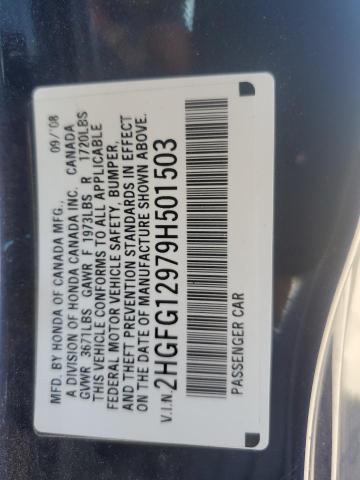 MFD. BY HONDA OF CANADA MFG., 09/'08
A DIVISION OF HONDA CANADA INC. CANADA
GVWR 3671LBS GAWR F 1973LBS R 1720LBS
THIS VEHICLE CONFORMS TO ALL APPLICABLE
FEDERAL MOTOR VEHICLE SAFETY, BUMPER,
AND THEFT PREVENTION STANDARDS IN EFFECT
ON THE DATE OF MANUFACTURE SHOWN ABOVE.
V.I.N. 2HGFG12979H501503
PASSENGER CAR